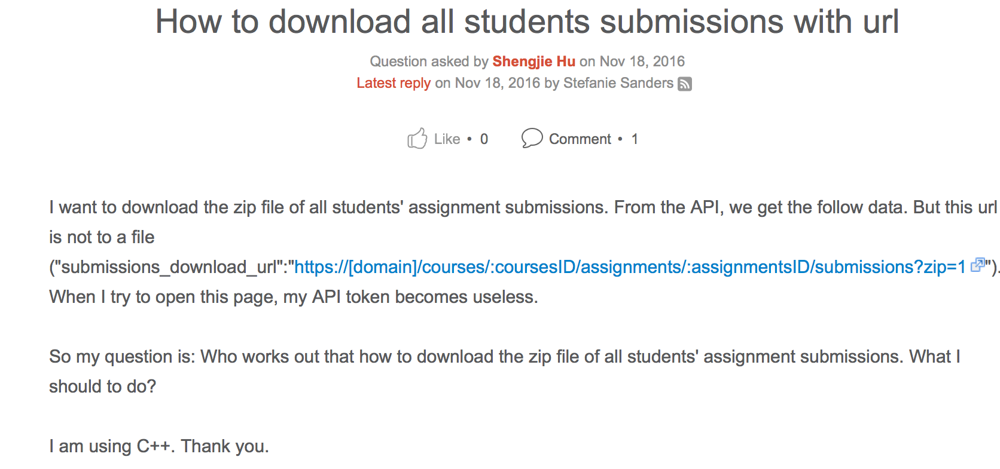 How to download all students submissions with url
Question asked by Shengjie Hu on Nov 18, 2016
Latest reply on Nov 18, 2016 by Stefanie Sanders
Like • 0 Comment • 1
I want to download the zip file of all students' assignment submissions. From the API, we get the follow data. But this url
is not to a file
("submissions_download_url":"https://[domain]/courses/:coursesID/assignments/:assignmentsID/submissions?zip=1").
When I try to open this page, my API token becomes useless.
So my question is: Who works out that how to download the zip file of all students' assignment submissions. What I
should to do?
I am using C++. Thank you.